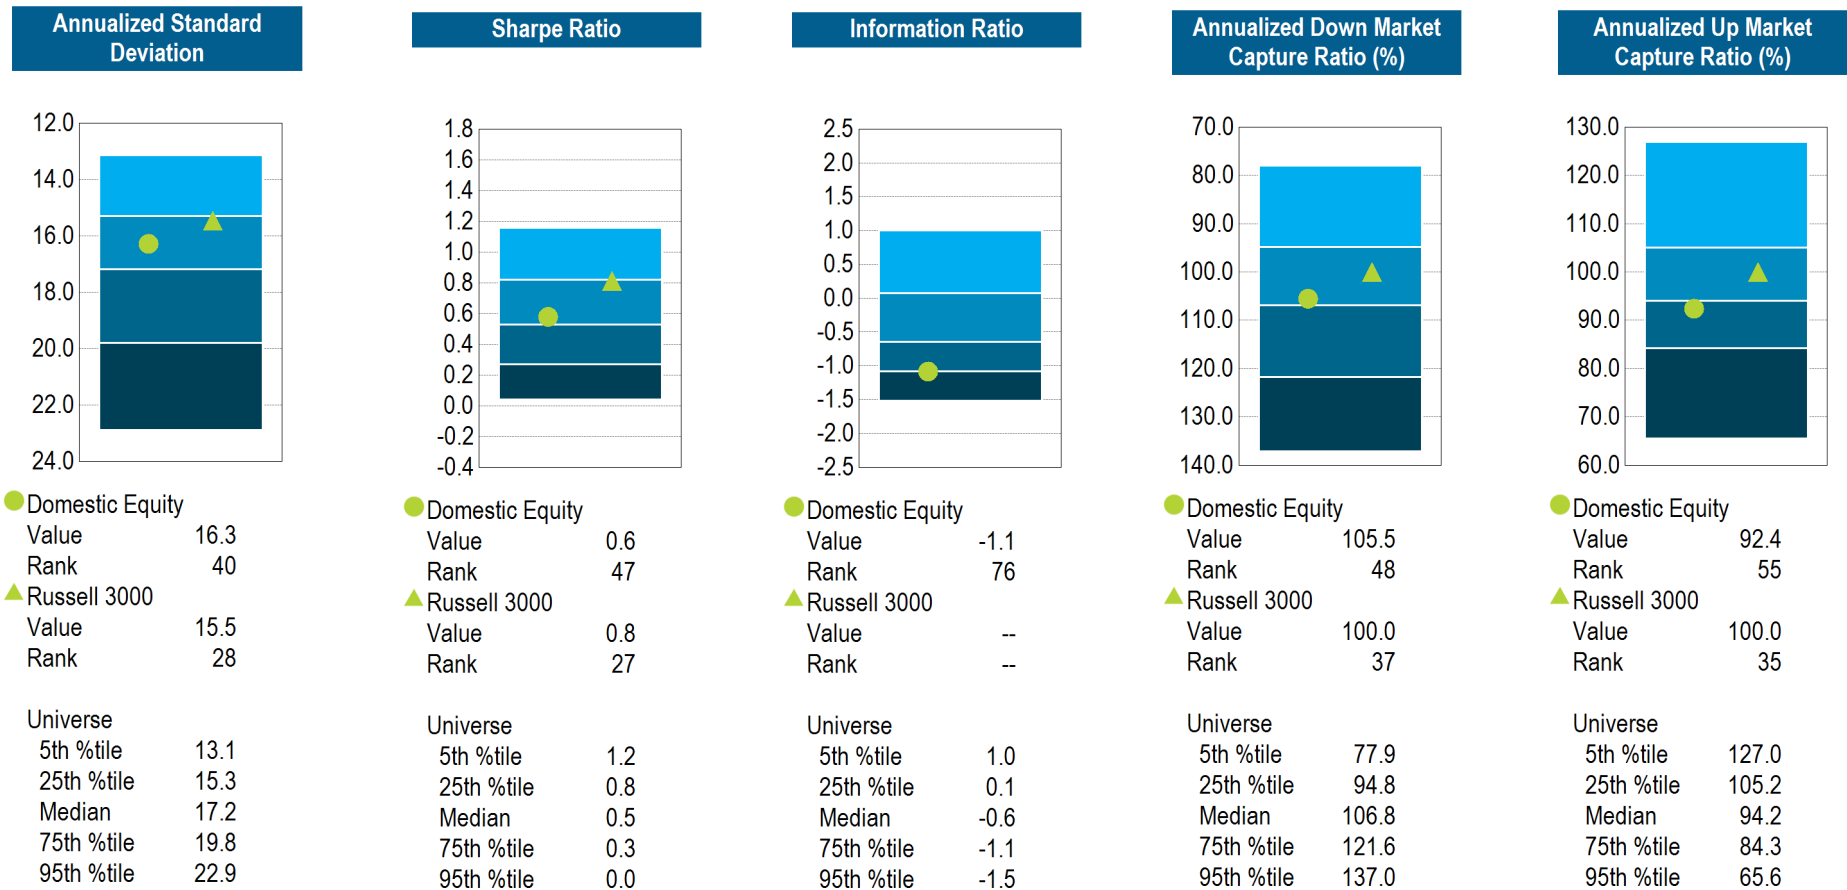 Annualized Standard
Deviation
12.0
14.0
16.0
18.0
20.0
22.0
24.0
Domestic Equity
Value 16.3
Rank 40
Russell 3000
Value 15.5
Rank 28
Universe
5th %tile 13.1
25th %tile 15.3
Median 17.2
75th %tile 19.8
95th %tile 22.9
Sharpe Ratio
1.8
1.6
1.4
1.2
1.0
0.8
0.6
0.4
0.2
0.0
-0.2
-0.4
Domestic Equity
Value 0.6
Rank 47
Russell 3000
Value 0.8
Rank 27
Universe
5th %tile 1.2
25th %tile 0.8
Median 0.5
75th %tile 0.3
95th %tile 0.0
Information Ratio
2.5
2.0
1.5
1.0
0.5
0.0
-0.5
-1.0
-1.5
-2.0
-2.5
Domestic Equity
Value -1.1
Rank 76
Russell 3000
Value --
Rank --
Universe
5th %tile 1.0
25th %tile 0.1
Median -0.6
75th %tile -1.1
95th %tile -1.5
Annualized Down Market
Capture Ratio (%)
70.0
80.0
90.0
100.0
110.0
120.0
130.0
140.0
Domestic Equity
Value 105.5
Rank 48
Russell 3000
Value 100.0
Rank 37
Universe
5th %tile 77.9
25th %tile 94.8
Median 106.8
75th %tile 121.6
95th %tile 137.0
Annualized Up Market
Capture Ratio (%)
130.0
120.0
110.0
100.0
90.0
80.0
70.0
60.0
Domestic Equity
Value 92.4
Rank 55
Russell 3000
Value 100.0
Rank 35
Universe
5th %tile 127.0
25th %tile 105.2
Median 94.2
75th %tile 84.3
95th %tile 65.6